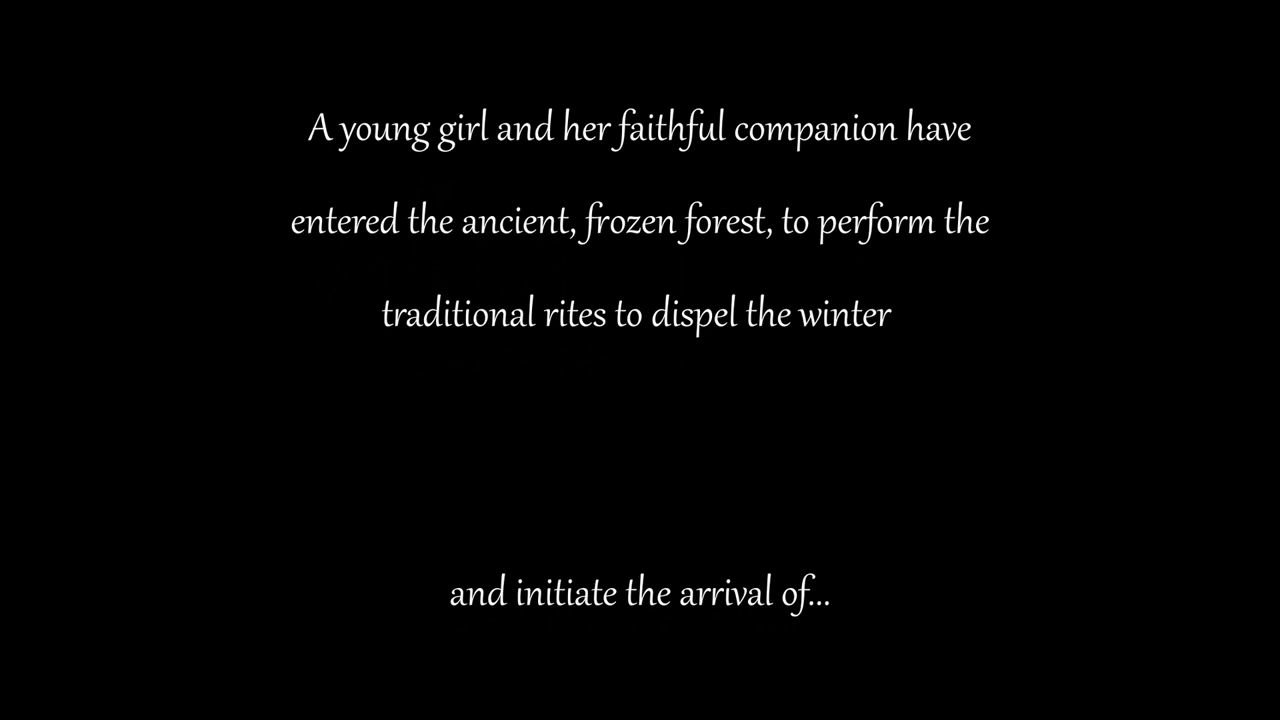 A young girl and her faithful companion have
entered the ancient, frozen forest, to perform the
traditional rites to dispel the winter
and initiate the arrival of...